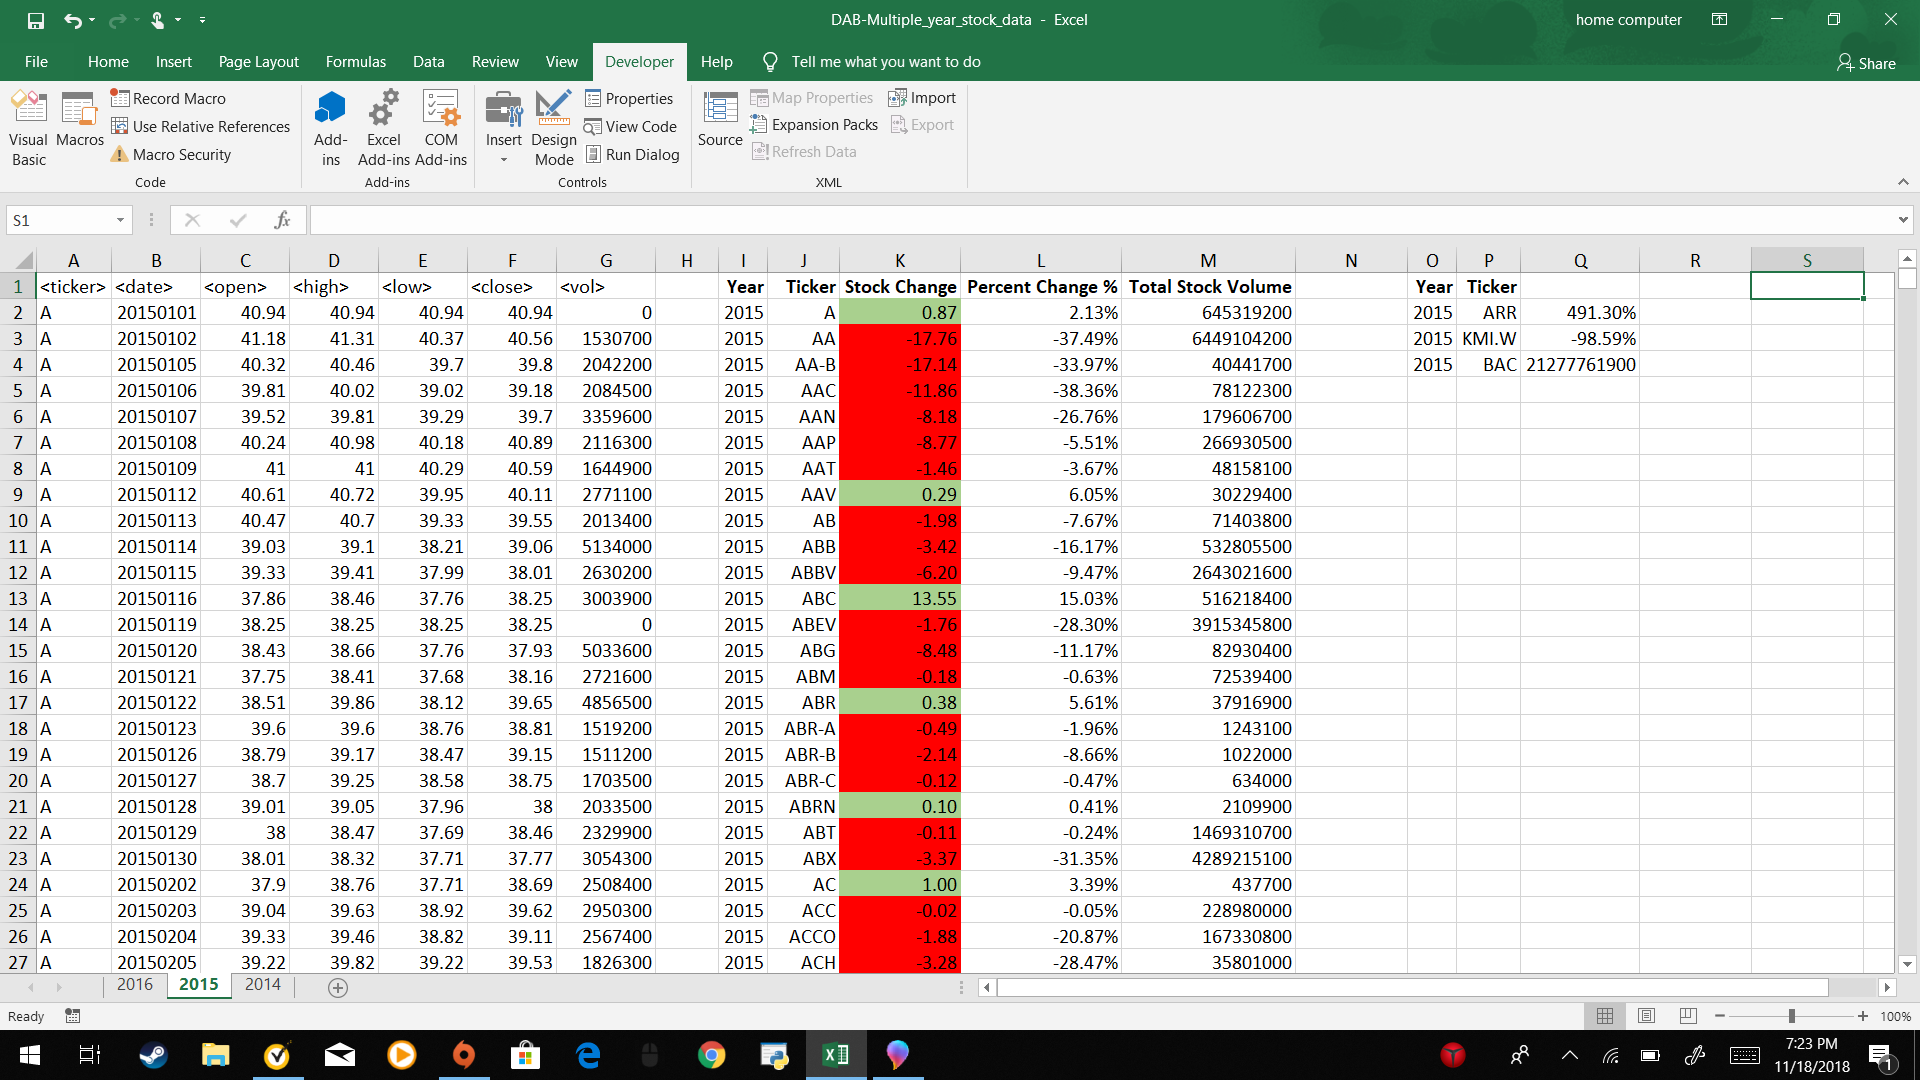 DAB-Multiple_year_stock_data - Excel
home computer
File Home Insert Page Layout Formulas Data Review View Developer Help Tell me what you want to do
Share
Visual Basic
Macros
Record Macro
Use Relative References
Macro Security
Code
Add-ins
Excel Add-ins
COM Add-ins
Add-ins
Insert
Design Mode
Properties
View Code
Run Dialog
Controls
Source
Map Properties
Expansion Packs
Refresh Data
Import
Export
XML
S1
fx
A B C D E F G H I J K L M N O P Q R S
1 <ticker> <date> <open> <high> <low> <close> <vol> Year Ticker Stock Change Percent Change % Total Stock Volume Year Ticker
2 A 20150101 40.94 40.94 40.94 40.94 0 2015 A 0.87 2.13% 645319200 2015 ARR 491.30%
3 A 20150102 41.18 41.31 40.37 40.56 1530700 2015 AA -17.76 -37.49% 6449104200 2015 KMI.W -98.59%
4 A 20150105 40.32 40.46 39.7 39.8 2042200 2015 AA-B -17.14 -33.97% 40441700 2015 BAC 21277761900
5 A 20150106 39.81 40.02 39.02 39.18 2084500 2015 AAC -11.86 -38.36% 78122300
6 A 20150107 39.52 39.81 39.29 39.7 3359600 2015 AAN -8.18 -26.76% 179606700
7 A 20150108 40.24 40.98 40.18 40.89 2116300 2015 AAP -8.77 -5.51% 266930500
8 A 20150109 41 41 40.29 40.59 1644900 2015 AAT -1.46 -3.67% 48158100
9 A 20150112 40.61 40.72 39.95 40.11 2771100 2015 AAV 0.29 6.05% 30229400
10 A 20150113 40.47 40.7 39.33 39.55 2013400 2015 AB -1.98 -7.67% 71403800
11 A 20150114 39.03 39.1 38.21 39.06 5134000 2015 ABB -3.42 -16.17% 532805500
12 A 20150115 39.33 39.41 37.99 38.01 2630200 2015 ABBV -6.20 -9.47% 2643021600
13 A 20150116 37.86 38.46 37.76 38.25 3003900 2015 ABC 13.55 15.03% 516218400
14 A 20150119 38.25 38.25 38.25 38.25 0 2015 ABEV -1.76 -28.30% 3915345800
15 A 20150120 38.43 38.66 37.76 37.93 5033600 2015 ABG -8.48 -11.17% 82930400
16 A 20150121 37.75 38.41 37.68 38.16 2721600 2015 ABM -0.18 -0.63% 72539400
17 A 20150122 38.51 39.86 38.12 39.65 4856500 2015 ABR 0.38 5.61% 37916900
18 A 20150123 39.6 39.6 38.76 38.81 1519200 2015 ABR-A -0.49 -1.96% 1243100
19 A 20150126 38.79 39.17 38.47 39.15 1511200 2015 ABR-B -2.14 -8.66% 1022000
20 A 20150127 38.7 39.25 38.58 38.75 1703500 2015 ABR-C -0.12 -0.47% 634000
21 A 20150128 39.01 39.05 37.96 38 2033500 2015 ABRN 0.10 0.41% 2109900
22 A 20150129 38 38.47 37.69 38.46 2329900 2015 ABT -0.11 -0.24% 1469310700
23 A 20150130 38.01 38.32 37.71 37.77 3054300 2015 ABX -3.37 -31.35% 4289215100
24 A 20150202 37.9 38.76 37.71 38.69 2508400 2015 AC 1.00 3.39% 437700
25 A 20150203 39.04 39.63 38.92 39.62 2950300 2015 ACC -0.02 -0.05% 228980000
26 A 20150204 39.33 39.46 38.82 39.11 2567400 2015 ACCO -1.88 -20.87% 167330800
27 A 20150205 39.22 39.82 39.22 39.53 1826300 2015 ACH -3.28 -28.47% 35801000
2016 2015 2014
Ready
100%
7:23 PM
11/18/2018
1